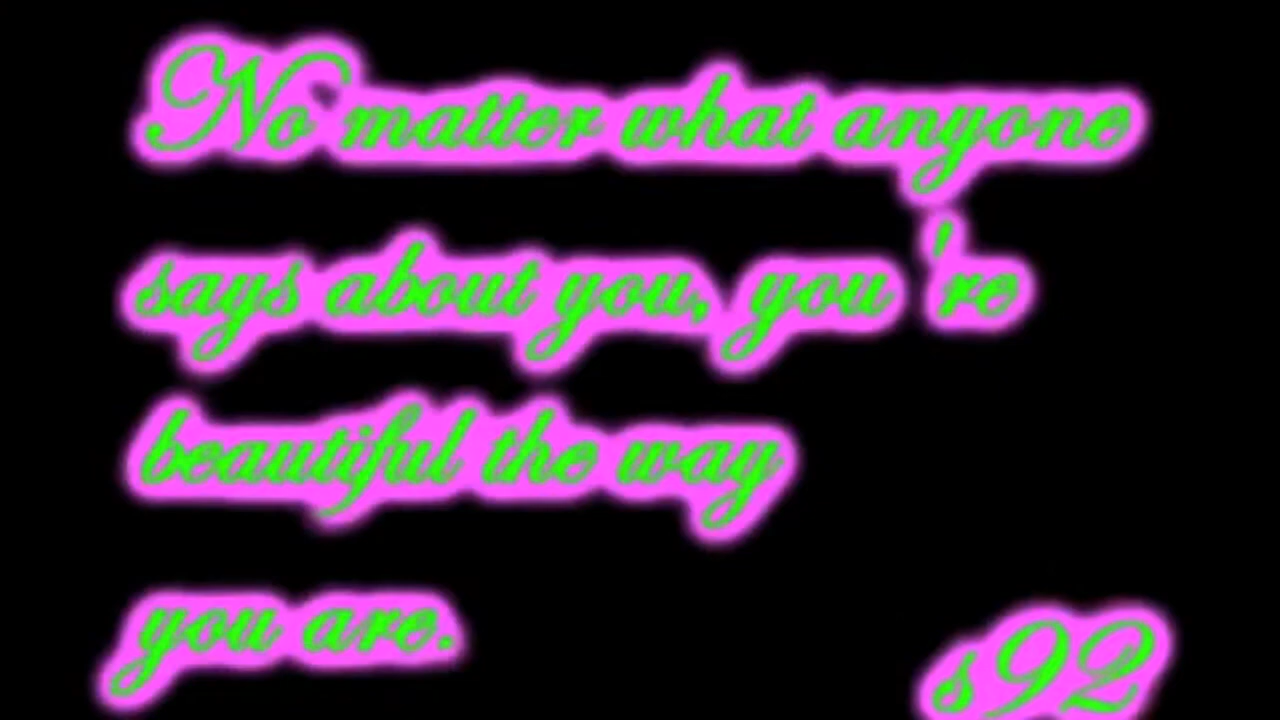 No matter what anyone
says about you, you 're
beautiful the way
you are.
s92